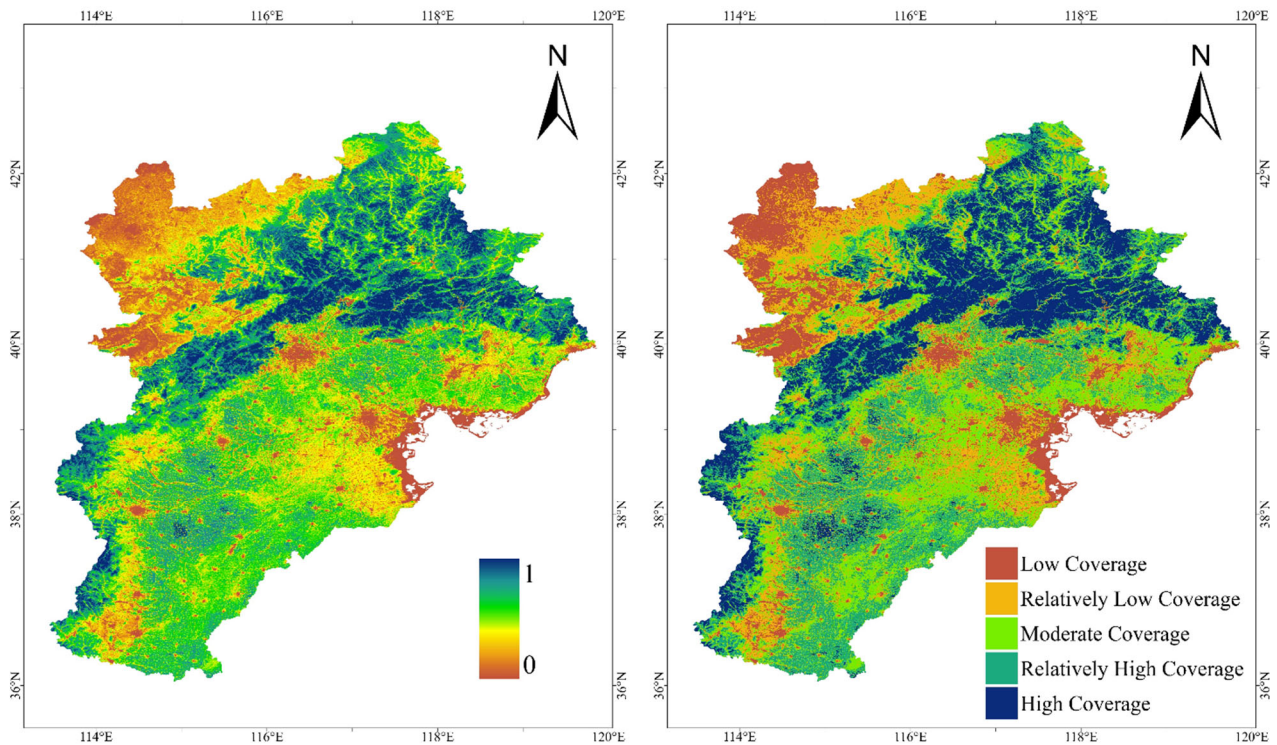 114°E 116°E 118°E 120°E
N
42°N
40°N
38°N
36°N
1
0
42°N
40°N
38°N
36°N
114°E 116°E 118°E 120°E
114°E 116°E 118°E 120°E
N
42°N
40°N
38°N
36°N
Low Coverage
Relatively Low Coverage
Moderate Coverage
Relatively High Coverage
High Coverage
42°N
40°N
38°N
36°N
114°E 116°E 118°E 120°E